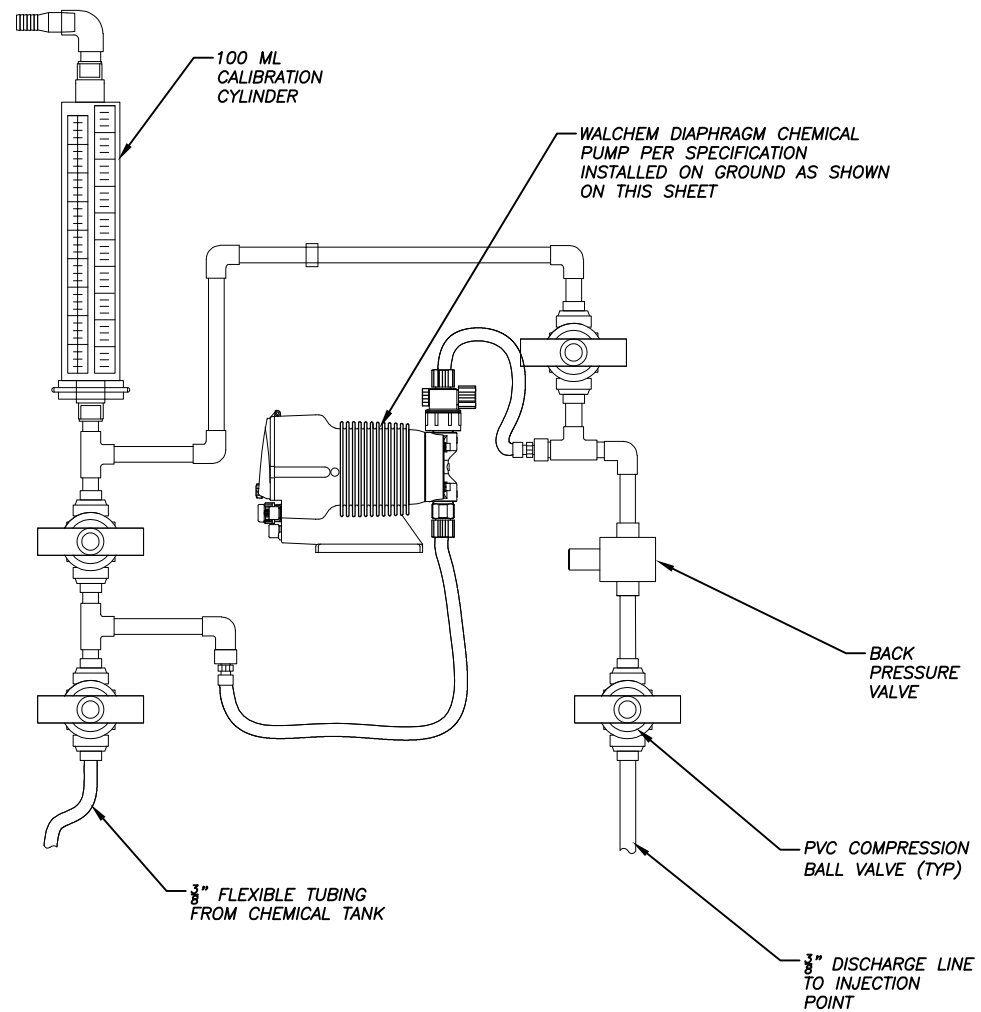 100 ML
CALIBRATION
CYLINDER
WALCHEM DIAPHRAGM CHEMICAL
PUMP PER SPECIFICATION
INSTALLED ON GROUND AS SHOWN
ON THIS SHEET
BACK
PRESSURE
VALVE
PVC COMPRESSION
BALL VALVE (TYP)
3/8" FLEXIBLE TUBING
FROM CHEMICAL TANK
3/8" DISCHARGE LINE
TO INJECTION
POINT